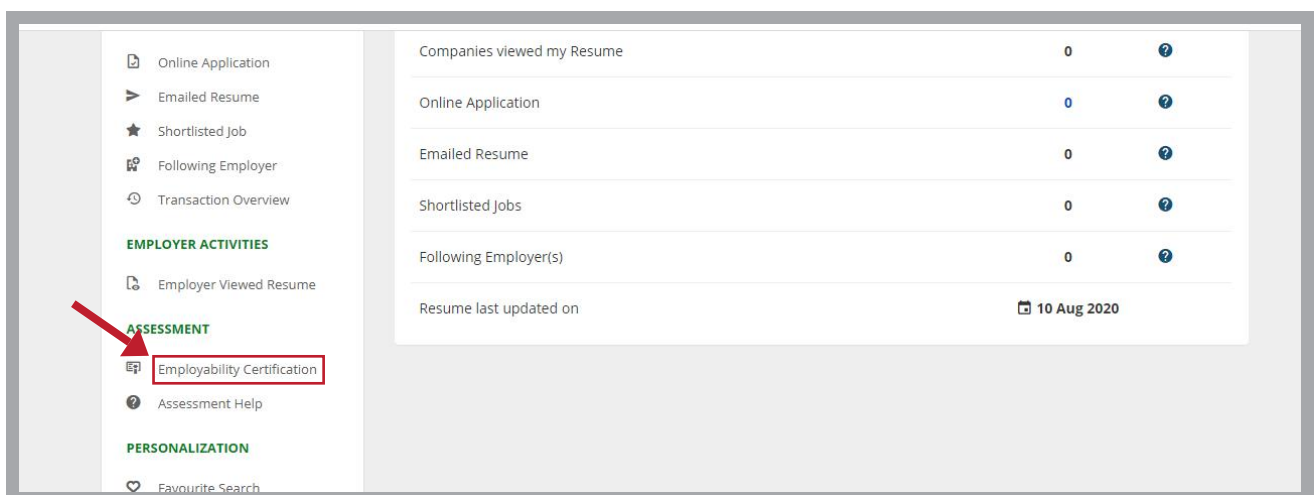 Online Application
Emailed Resume
Shortlisted Job
Following Employer
Transaction Overview
EMPLOYER ACTIVITIES
Employer Viewed Resume
ASSESSMENT
Employability Certification
Assessment Help
PERSONALIZATION
Favourite Search
Companies viewed my Resume 0
Online Application 0
Emailed Resume 0
Shortlisted Jobs 0
Following Employer(s) 0
Resume last updated on 10 Aug 2020